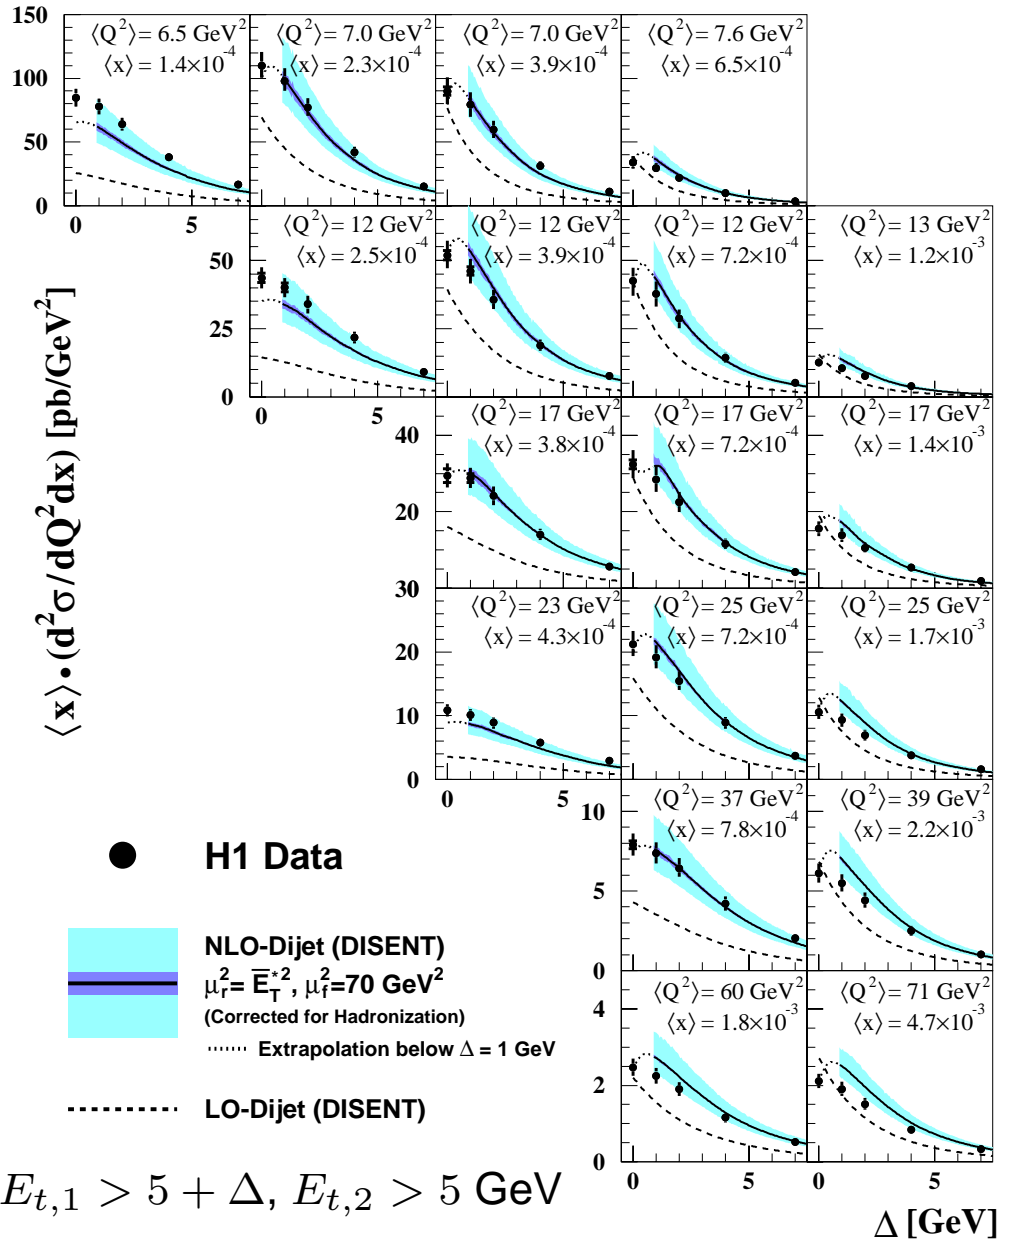 150
100
50
0
⟨Q²⟩= 6.5 GeV²
⟨x⟩ = 1.4×10⁻⁴
⟨Q²⟩= 7.0 GeV²
⟨x⟩ = 2.3×10⁻⁴
⟨Q²⟩= 7.0 GeV²
⟨x⟩ = 3.9×10⁻⁴
⟨Q²⟩= 7.6 GeV²
⟨x⟩ = 6.5×10⁻⁴
0 5
50
25
0
⟨Q²⟩= 12 GeV²
⟨x⟩ = 2.5×10⁻⁴
⟨Q²⟩= 12 GeV²
⟨x⟩ = 3.9×10⁻⁴
⟨Q²⟩= 12 GeV²
⟨x⟩ = 7.2×10⁻⁴
⟨Q²⟩= 13 GeV²
⟨x⟩ = 1.2×10⁻³
0 5
⟨x⟩•(d²σ/dQ²dx) [pb/GeV²]
40
20
⟨Q²⟩= 17 GeV²
⟨x⟩ = 3.8×10⁻⁴
⟨Q²⟩= 17 GeV²
⟨x⟩ = 7.2×10⁻⁴
⟨Q²⟩= 17 GeV²
⟨x⟩ = 1.4×10⁻³
30
20
10
0
⟨Q²⟩= 23 GeV²
⟨x⟩ = 4.3×10⁻⁴
⟨Q²⟩= 25 GeV²
⟨x⟩ = 7.2×10⁻⁴
⟨Q²⟩= 25 GeV²
⟨x⟩ = 1.7×10⁻³
0 5
10
5
0
⟨Q²⟩= 37 GeV²
⟨x⟩ = 7.8×10⁻⁴
⟨Q²⟩= 39 GeV²
⟨x⟩ = 2.2×10⁻³
4
2
0
⟨Q²⟩= 60 GeV²
⟨x⟩ = 1.8×10⁻³
⟨Q²⟩= 71 GeV²
⟨x⟩ = 4.7×10⁻³
0 5
0 5
H1 Data
NLO-Dijet (DISENT)
μ_r²= E̅_T*², μ_f²=70 GeV²
(Corrected for Hadronization)
Extrapolation below Δ = 1 GeV
LO-Dijet (DISENT)
E_{t,1} > 5 + Δ, E_{t,2} > 5 GeV
Δ [GeV]